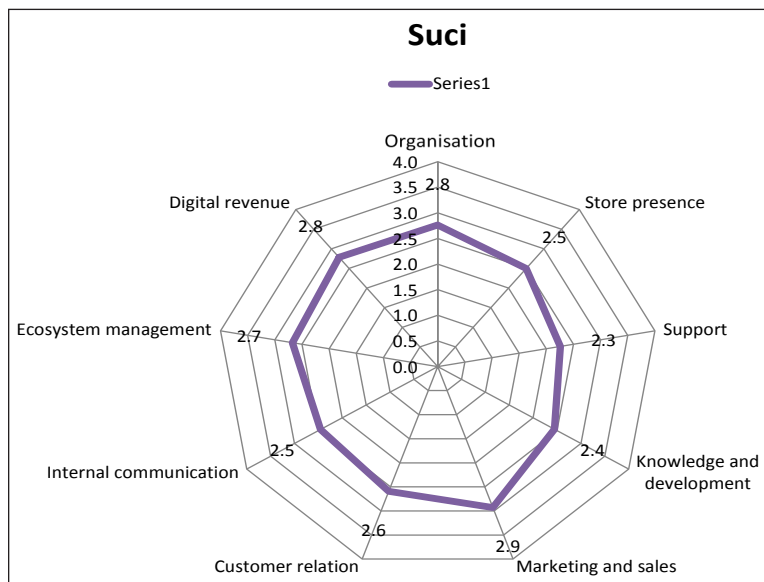 Suci
Series1
Organisation
4.0
2.8
3.5
3.0
2.5
2.0
1.5
1.0
0.5
0.0
Store presence
2.5
Support
2.3
Knowledge and
development
2.4
Marketing and sales
2.9
Customer relation
2.6
Internal communication
2.5
Ecosystem management
2.7
Digital revenue
2.8